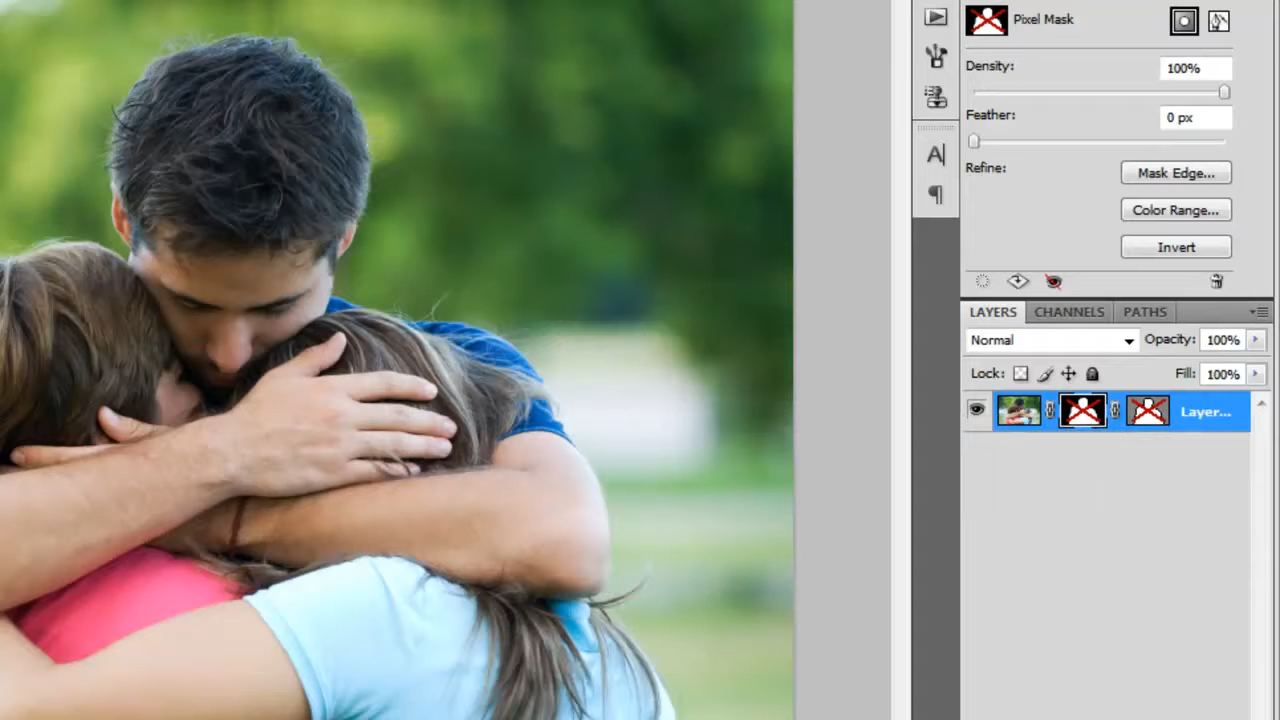 Pixel Mask
Density:
100%
Feather:
0 px
Refine:
Mask Edge...
Color Range...
Invert
LAYERS CHANNELS PATHS
Normal Opacity: 100%
Lock: Fill: 100%
Layer...
A